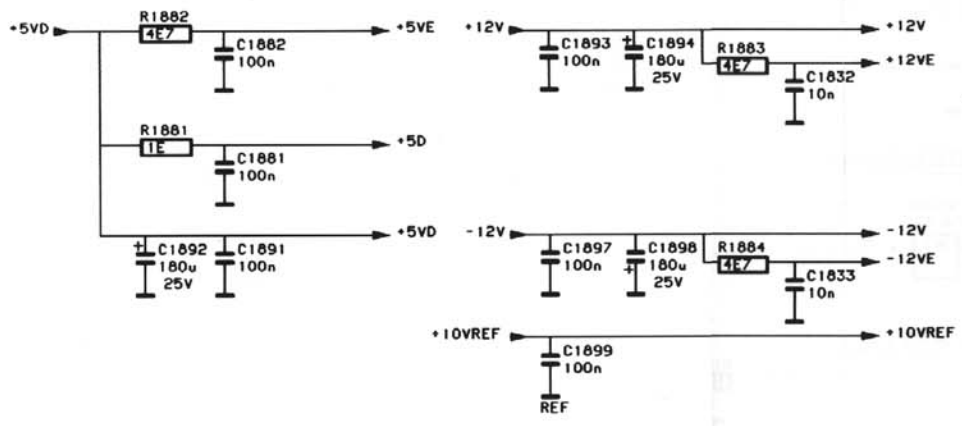 R1882
+5VD
4E7
+5VE
C1882
100n
R1881
1E
+5D
C1881
100n
+5VD
+
C1892
180u
25V
C1891
100n
+12V
+12V
C1893
100n
+
C1894
180u
25V
R1883
4E7
+12VE
C1832
10n
-12V
-12V
C1897
100n
C1898
180u
+
25V
R1884
4E7
-12VE
C1833
10n
+10VREF
+10VREF
C1899
100n
REF